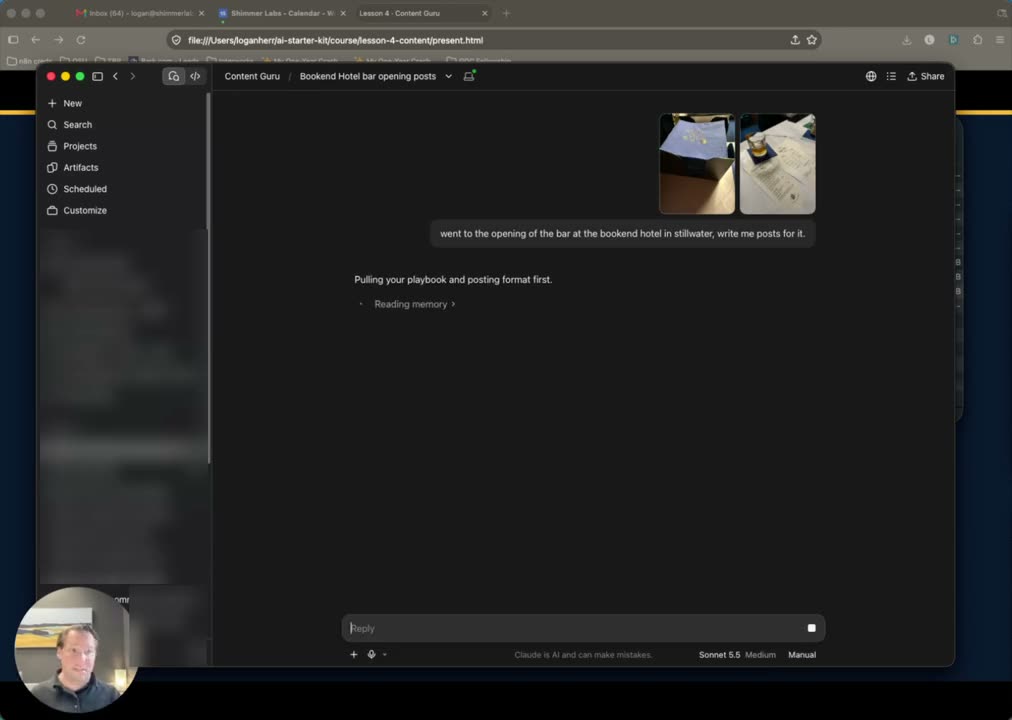 Inbox (64) - logan@shimmerlai
Shimmer Labs - Calendar - W
Lesson 4 - Content Guru
file:///Users/loganherr/ai-starter-kit/course/lesson-4-content/present.html
Content Guru / Bookend Hotel bar opening posts
Share
New
Search
Projects
Artifacts
Scheduled
Customize
went to the opening of the bar at the bookend hotel in stillwater, write me posts for it.
Pulling your playbook and posting format first.
Reading memory
Reply
Claude is AI and can make mistakes.
Sonnet 5.5 Medium
Manual